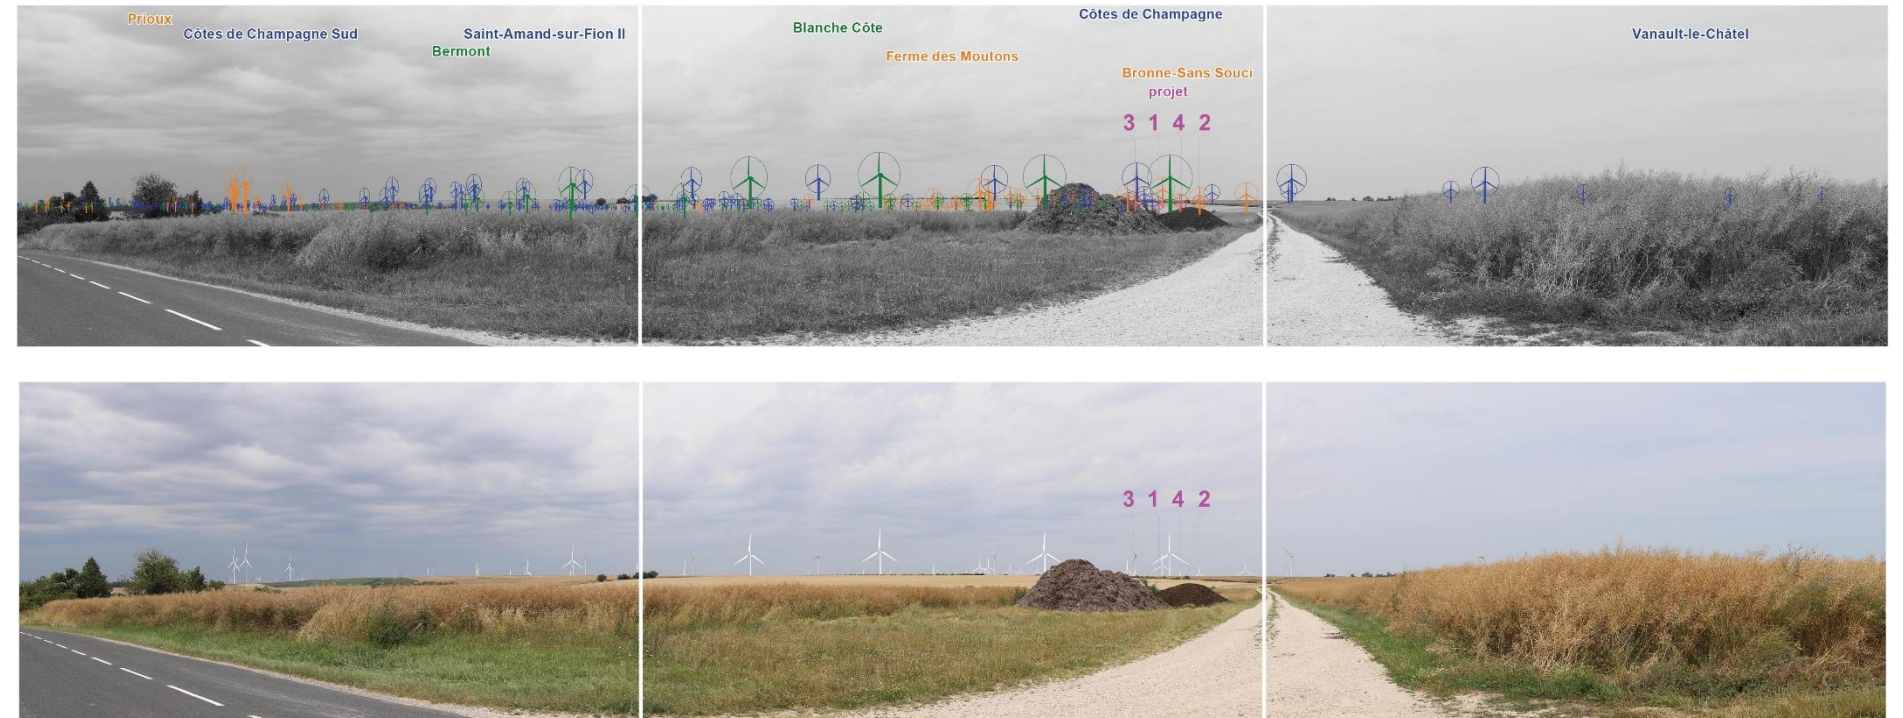 Prioux
Côtes de Champagne Sud
Saint-Amand-sur-Fion II
Bermont
Blanche Côte
Côtes de Champagne
Ferme des Moutons
Bronne-Sans Souci
projet
3 1 4 2
Vanault-le-Châtel
3 1 4 2